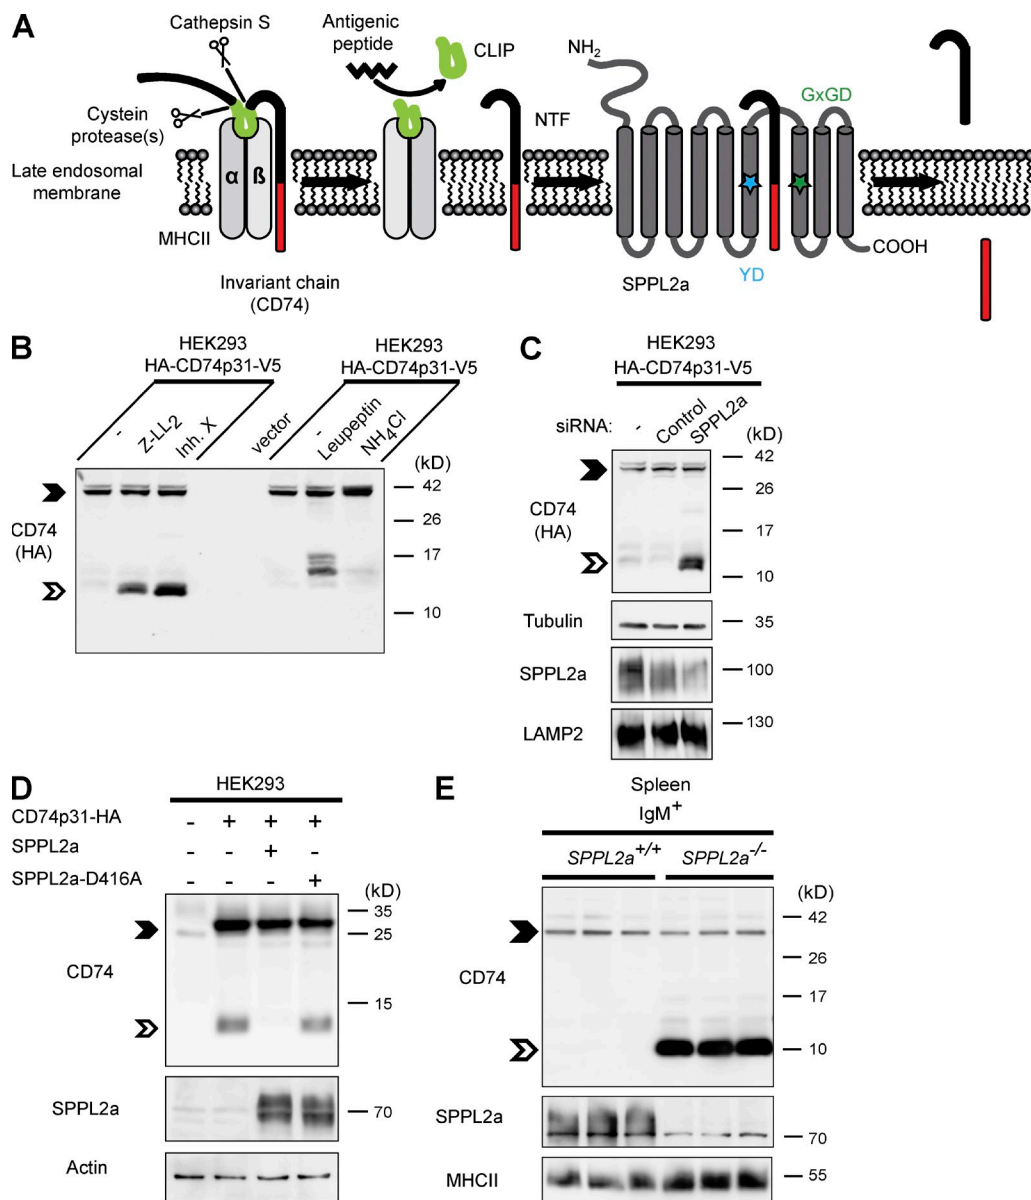 A
Cathepsin S
Antigenic
peptide
CLIP
NH2
GxGD
Cystein
protease(s)
NTF
Late endosomal
membrane
α ß
MHCII
COOH
Invariant chain
(CD74)
SPPL2a
YD
B
HEK293
HA-CD74p31-V5
HEK293
HA-CD74p31-V5
- Z-LL2 Inh. X vector - Leupeptin NH4Cl
(kD)
42
CD74
(HA)
26
17
10
C
HEK293
HA-CD74p31-V5
siRNA: - Control SPPL2a
(kD)
42
26
CD74
(HA)
17
10
Tubulin 35
SPPL2a 100
LAMP2 130
D
HEK293
CD74p31-HA - + + +
SPPL2a - - + -
SPPL2a-D416A - - - +
(kD)
35
25
CD74
15
SPPL2a 70
Actin
E
Spleen
IgM+
SPPL2a+/+ SPPL2a-/-
(kD)
42
CD74
26
17
10
SPPL2a 70
MHCII 55